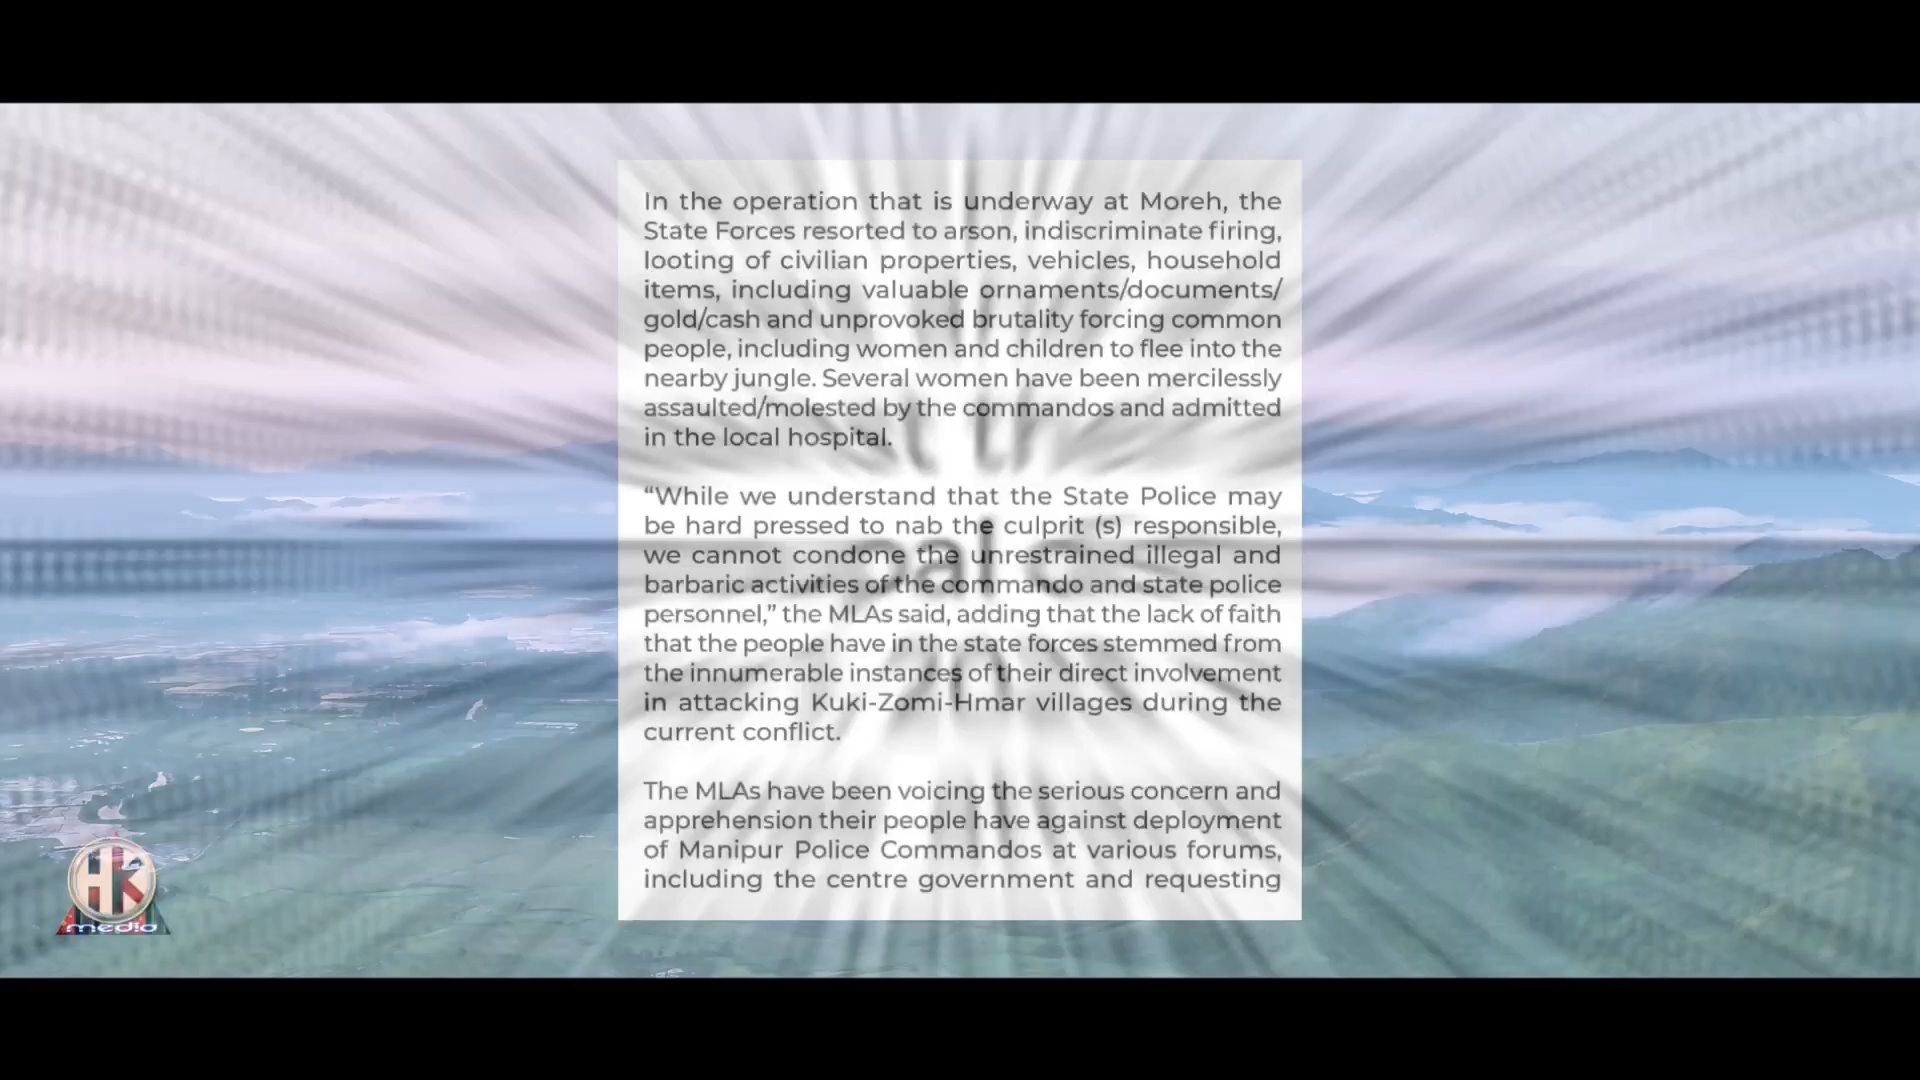 In the operation that is underway at Moreh, the
State Forces resorted to arson, indiscriminate firing,
looting of civilian properties, vehicles, household
items, including valuable ornaments/documents/
gold/cash and unprovoked brutality forcing common
people, including women and children to flee into the
nearby jungle. Several women have been mercilessly
assaulted/molested by the commandos and admitted
in the local hospital.
“While we understand that the State Police may
be hard pressed to nab the culprit (s) responsible,
we cannot condone the unrestrained illegal and
barbaric activities of the commando and state police
personnel,” the MLAs said, adding that the lack of faith
that the people have in the state forces stemmed from
the innumerable instances of their direct involvement
in attacking Kuki-Zomi-Hmar villages during the
current conflict.
The MLAs have been voicing the serious concern and
apprehension their people have against deployment
of Manipur Police Commandos at various forums,
including the centre government and requesting
HK
media